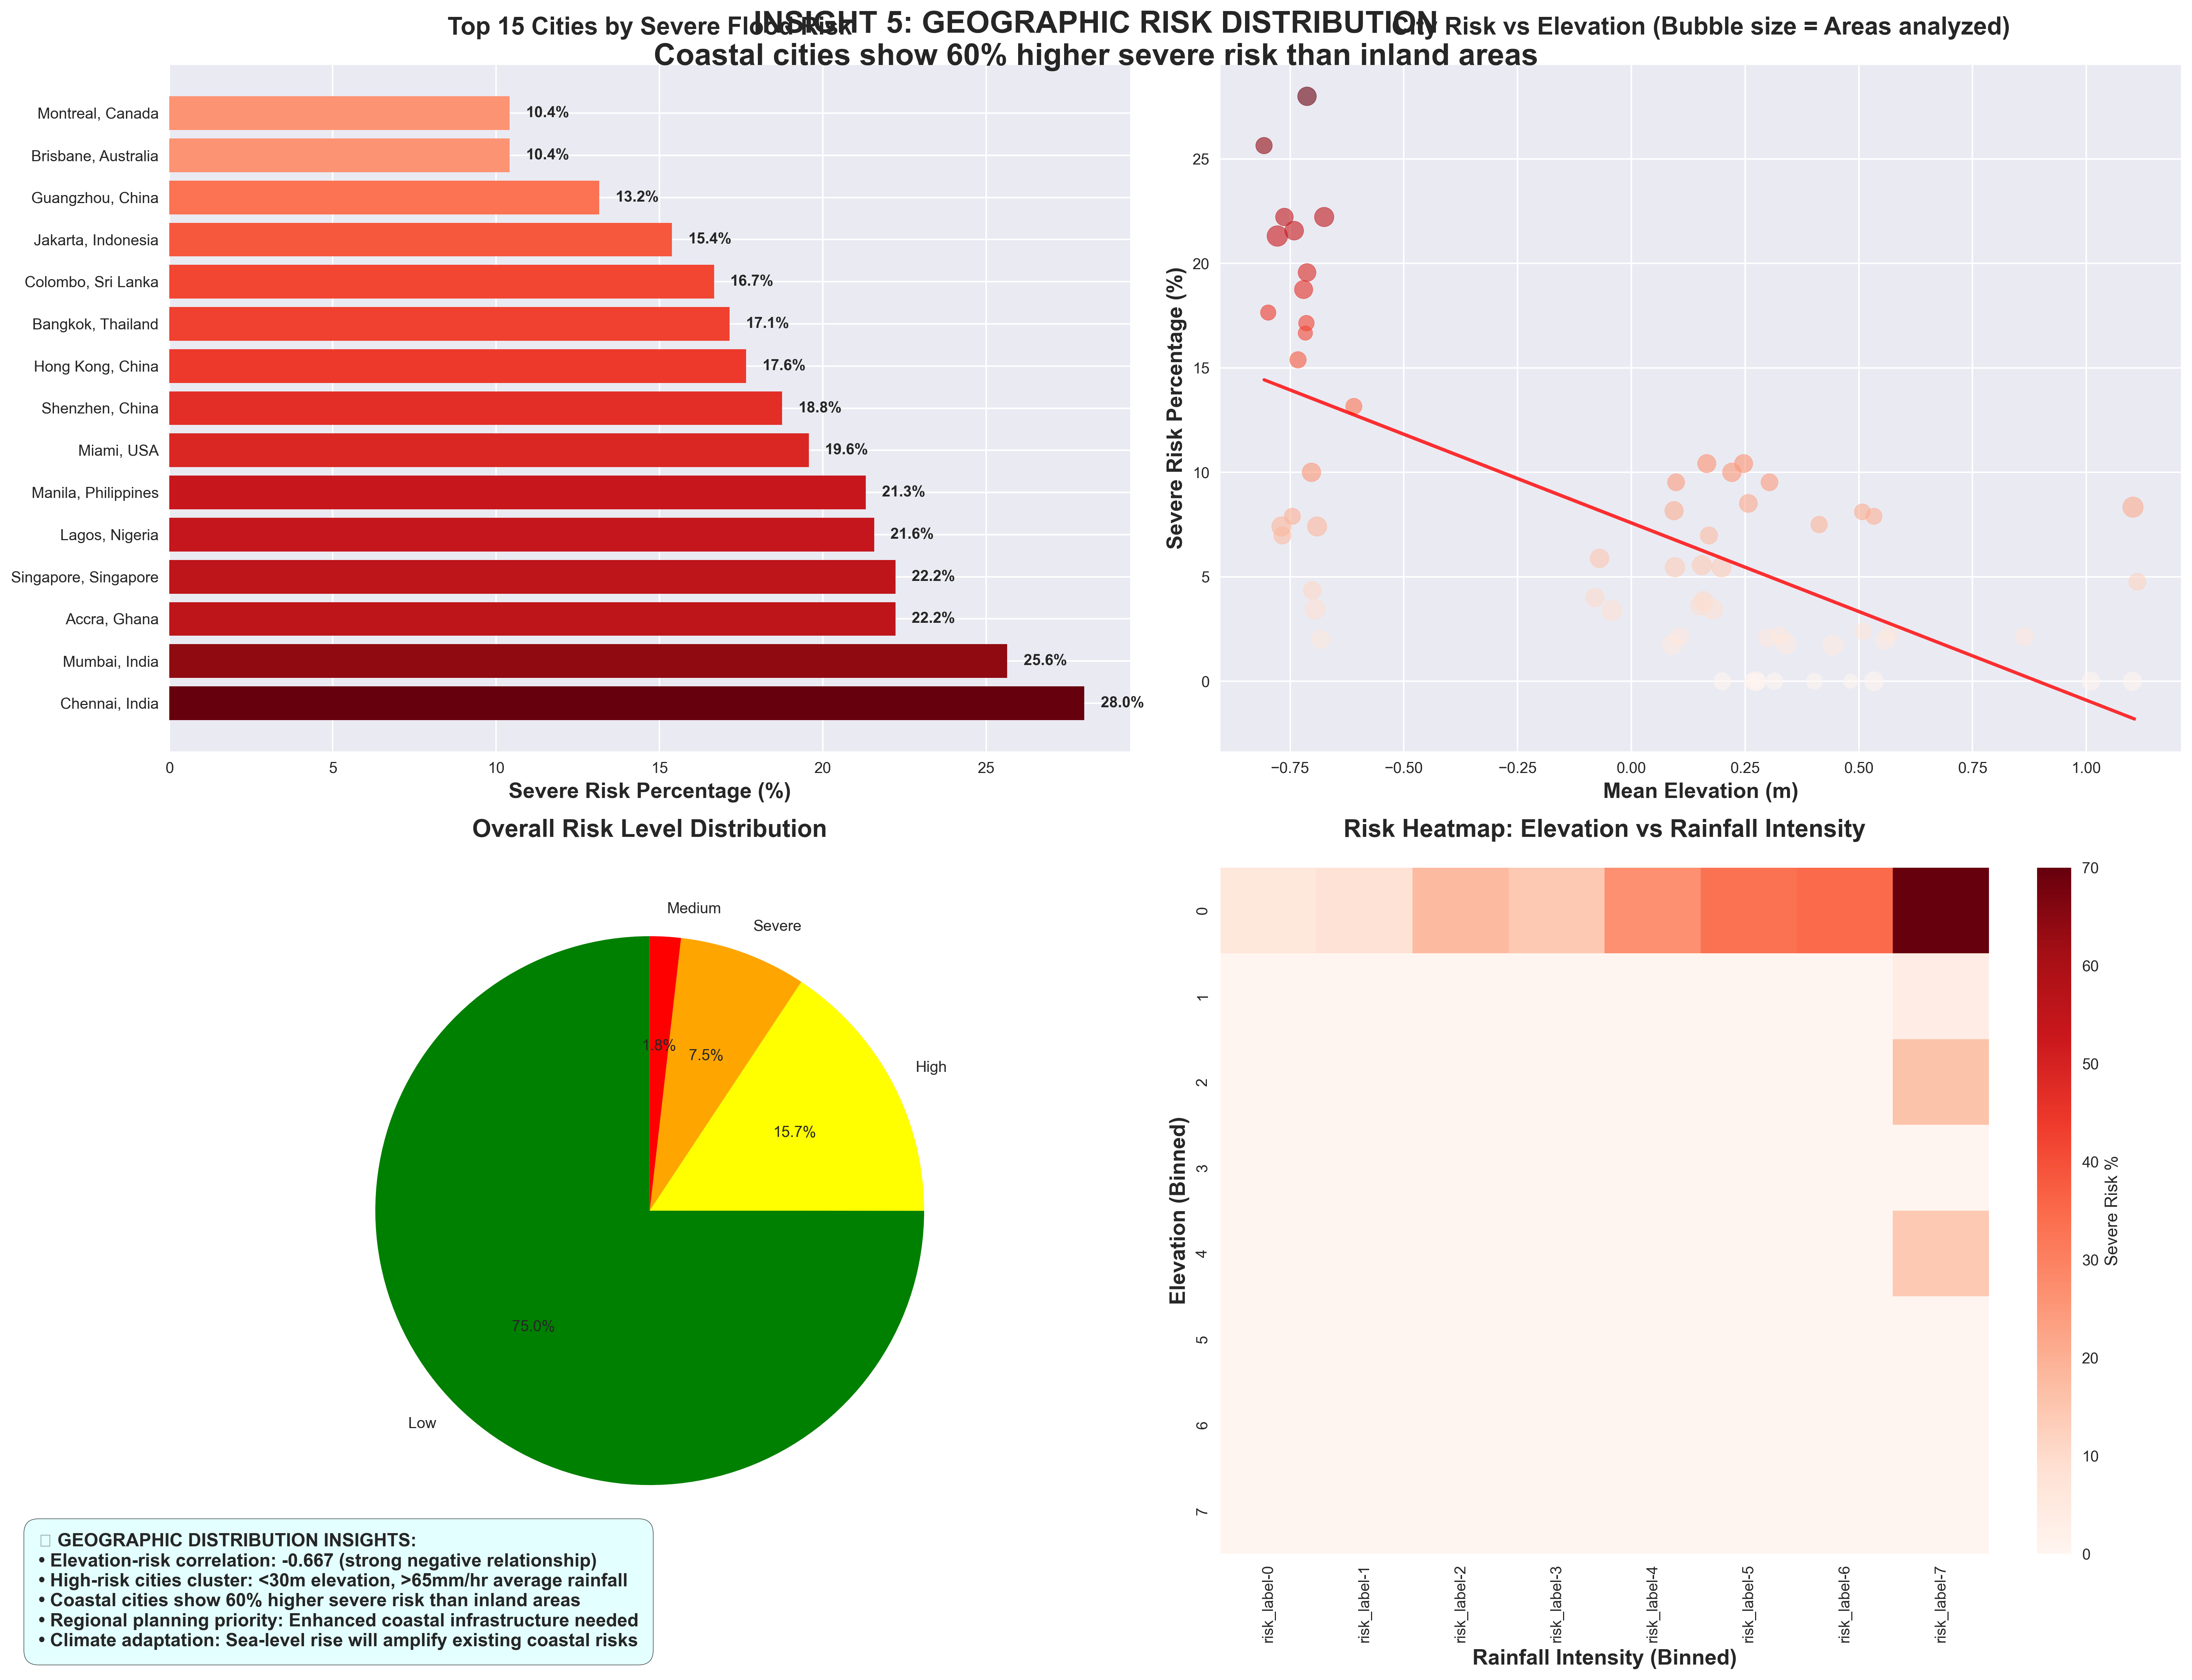 INSIGHT 5: GEOGRAPHIC RISK DISTRIBUTION
Coastal cities show 60% higher severe risk than inland areas
Top 15 Cities by Severe Flood Risk
Montreal, Canada
10.4%
Brisbane, Australia
10.4%
Guangzhou, China
13.2%
Jakarta, Indonesia
15.4%
Colombo, Sri Lanka
16.7%
Bangkok, Thailand
17.1%
Hong Kong, China
17.6%
Shenzhen, China
18.8%
Miami, USA
19.6%
Manila, Philippines
21.3%
Lagos, Nigeria
21.6%
Singapore, Singapore
22.2%
Accra, Ghana
22.2%
Mumbai, India
25.6%
Chennai, India
28.0%
0 5 10 15 20 25
Severe Risk Percentage (%)
City Risk vs Elevation (Bubble size = Areas analyzed)
Severe Risk Percentage (%)
25
20
15
10
5
0
−0.75 −0.50 −0.25 0.00 0.25 0.50 0.75 1.00
Mean Elevation (m)
Overall Risk Level Distribution
Medium
Severe
High
Low
1.8%
7.5%
15.7%
75.0%
GEOGRAPHIC DISTRIBUTION INSIGHTS:
• Elevation-risk correlation: -0.667 (strong negative relationship)
• High-risk cities cluster: <30m elevation, >65mm/hr average rainfall
• Coastal cities show 60% higher severe risk than inland areas
• Regional planning priority: Enhanced coastal infrastructure needed
• Climate adaptation: Sea-level rise will amplify existing coastal risks
Risk Heatmap: Elevation vs Rainfall Intensity
Elevation (Binned)
0
1
2
3
4
5
6
7
risk_label-0
risk_label-1
risk_label-2
risk_label-3
risk_label-4
risk_label-5
risk_label-6
risk_label-7
Rainfall Intensity (Binned)
70
60
50
40
30
20
10
0
Severe Risk %